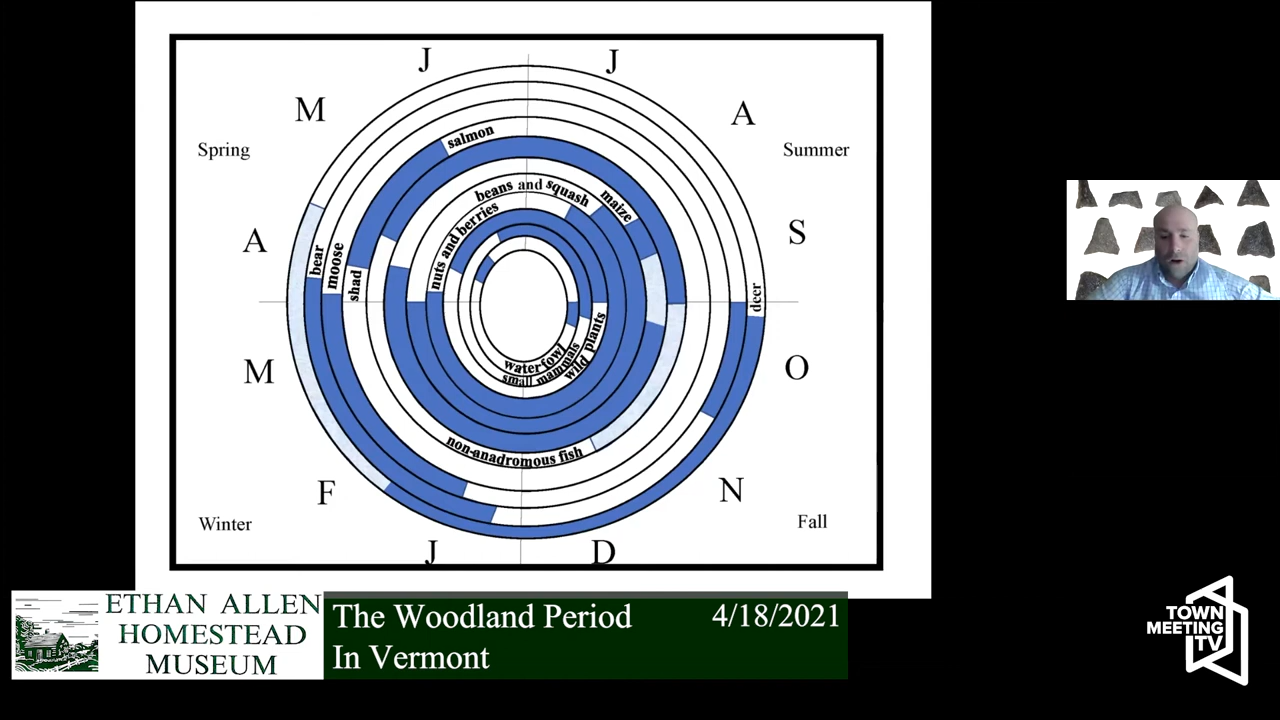 J
J
M
A
Spring
Summer
salmon
beans and squash
maize
nuts and berries
A
S
bear
moose
shad
deer
M
O
wild plants
water fowl
small mammals
non-anadromous fish
F
N
Winter
Fall
J
D
ETHAN ALLEN
HOMESTEAD
MUSEUM
The Woodland Period 4/18/2021
In Vermont
TOWN
MEETING
TV